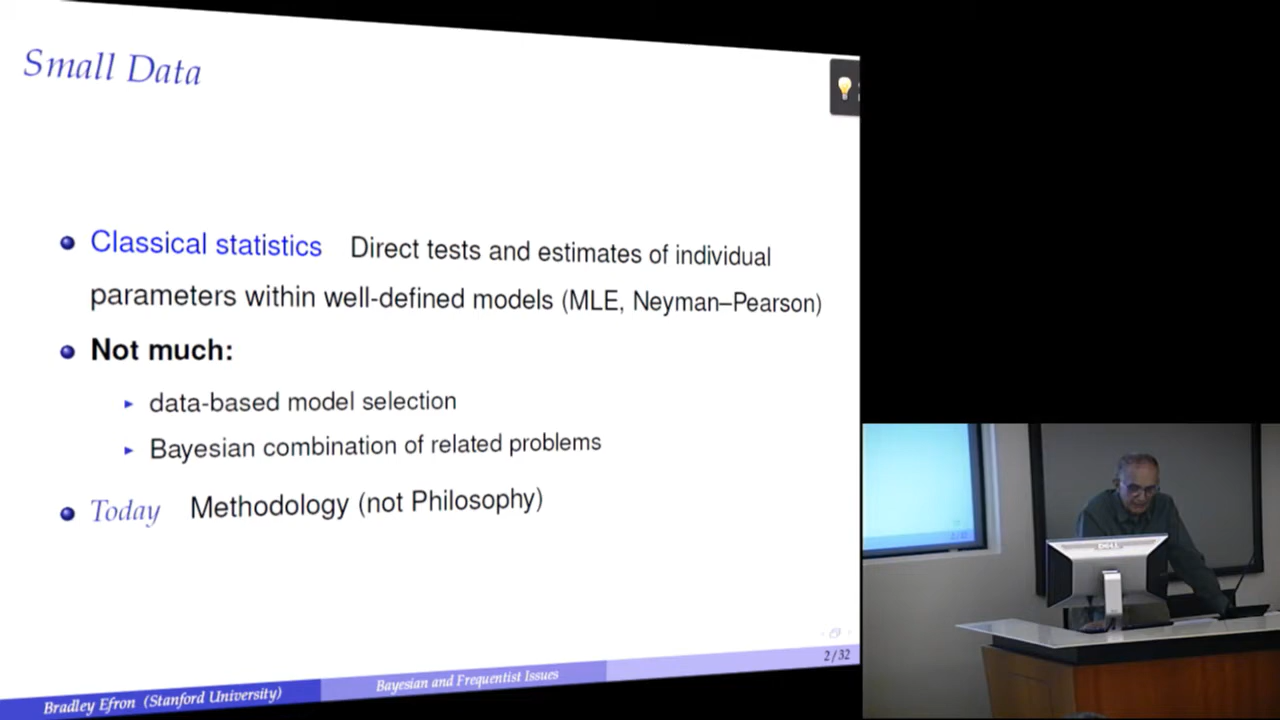 Small Data
Classical statistics Direct tests and estimates of individual
parameters within well-defined models (MLE, Neyman–Pearson)
Not much:
data-based model selection
Bayesian combination of related problems
Today Methodology (not Philosophy)
2/32
Bradley Efron (Stanford University)
Bayesian and Frequentist Issues
DELL